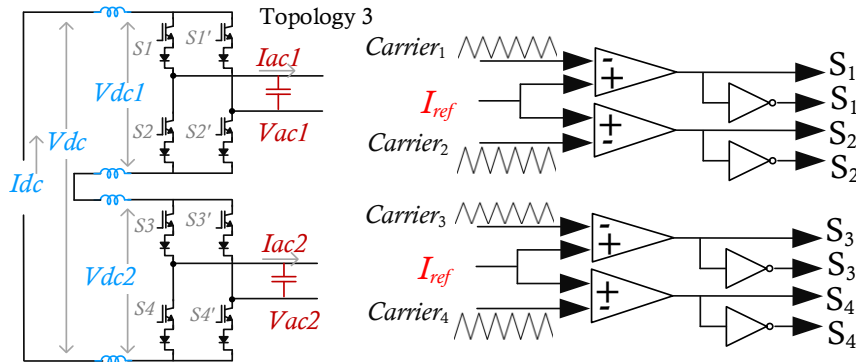 Topology 3
S1
S1'
Iac1
Vdc1
Vdc
Idc
S2
S2'
Vac1
S3
S3'
Iac2
Vdc2
S4
S4'
Vac2
Carrier1
-
+
Iref
+
-
Carrier2
S1
S1
S2
S2
Carrier3
-
+
Iref
+
-
Carrier4
S3
S3
S4
S4